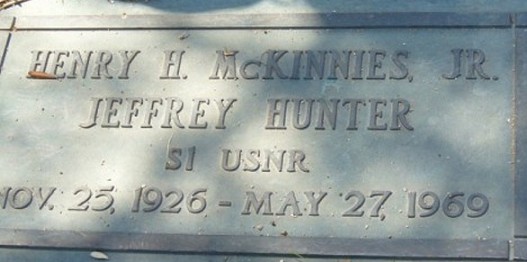 HENRY H. McKINNIES, JR.
JEFFREY HUNTER
S1 USNR
NOV. 25, 1926 - MAY 27, 1969